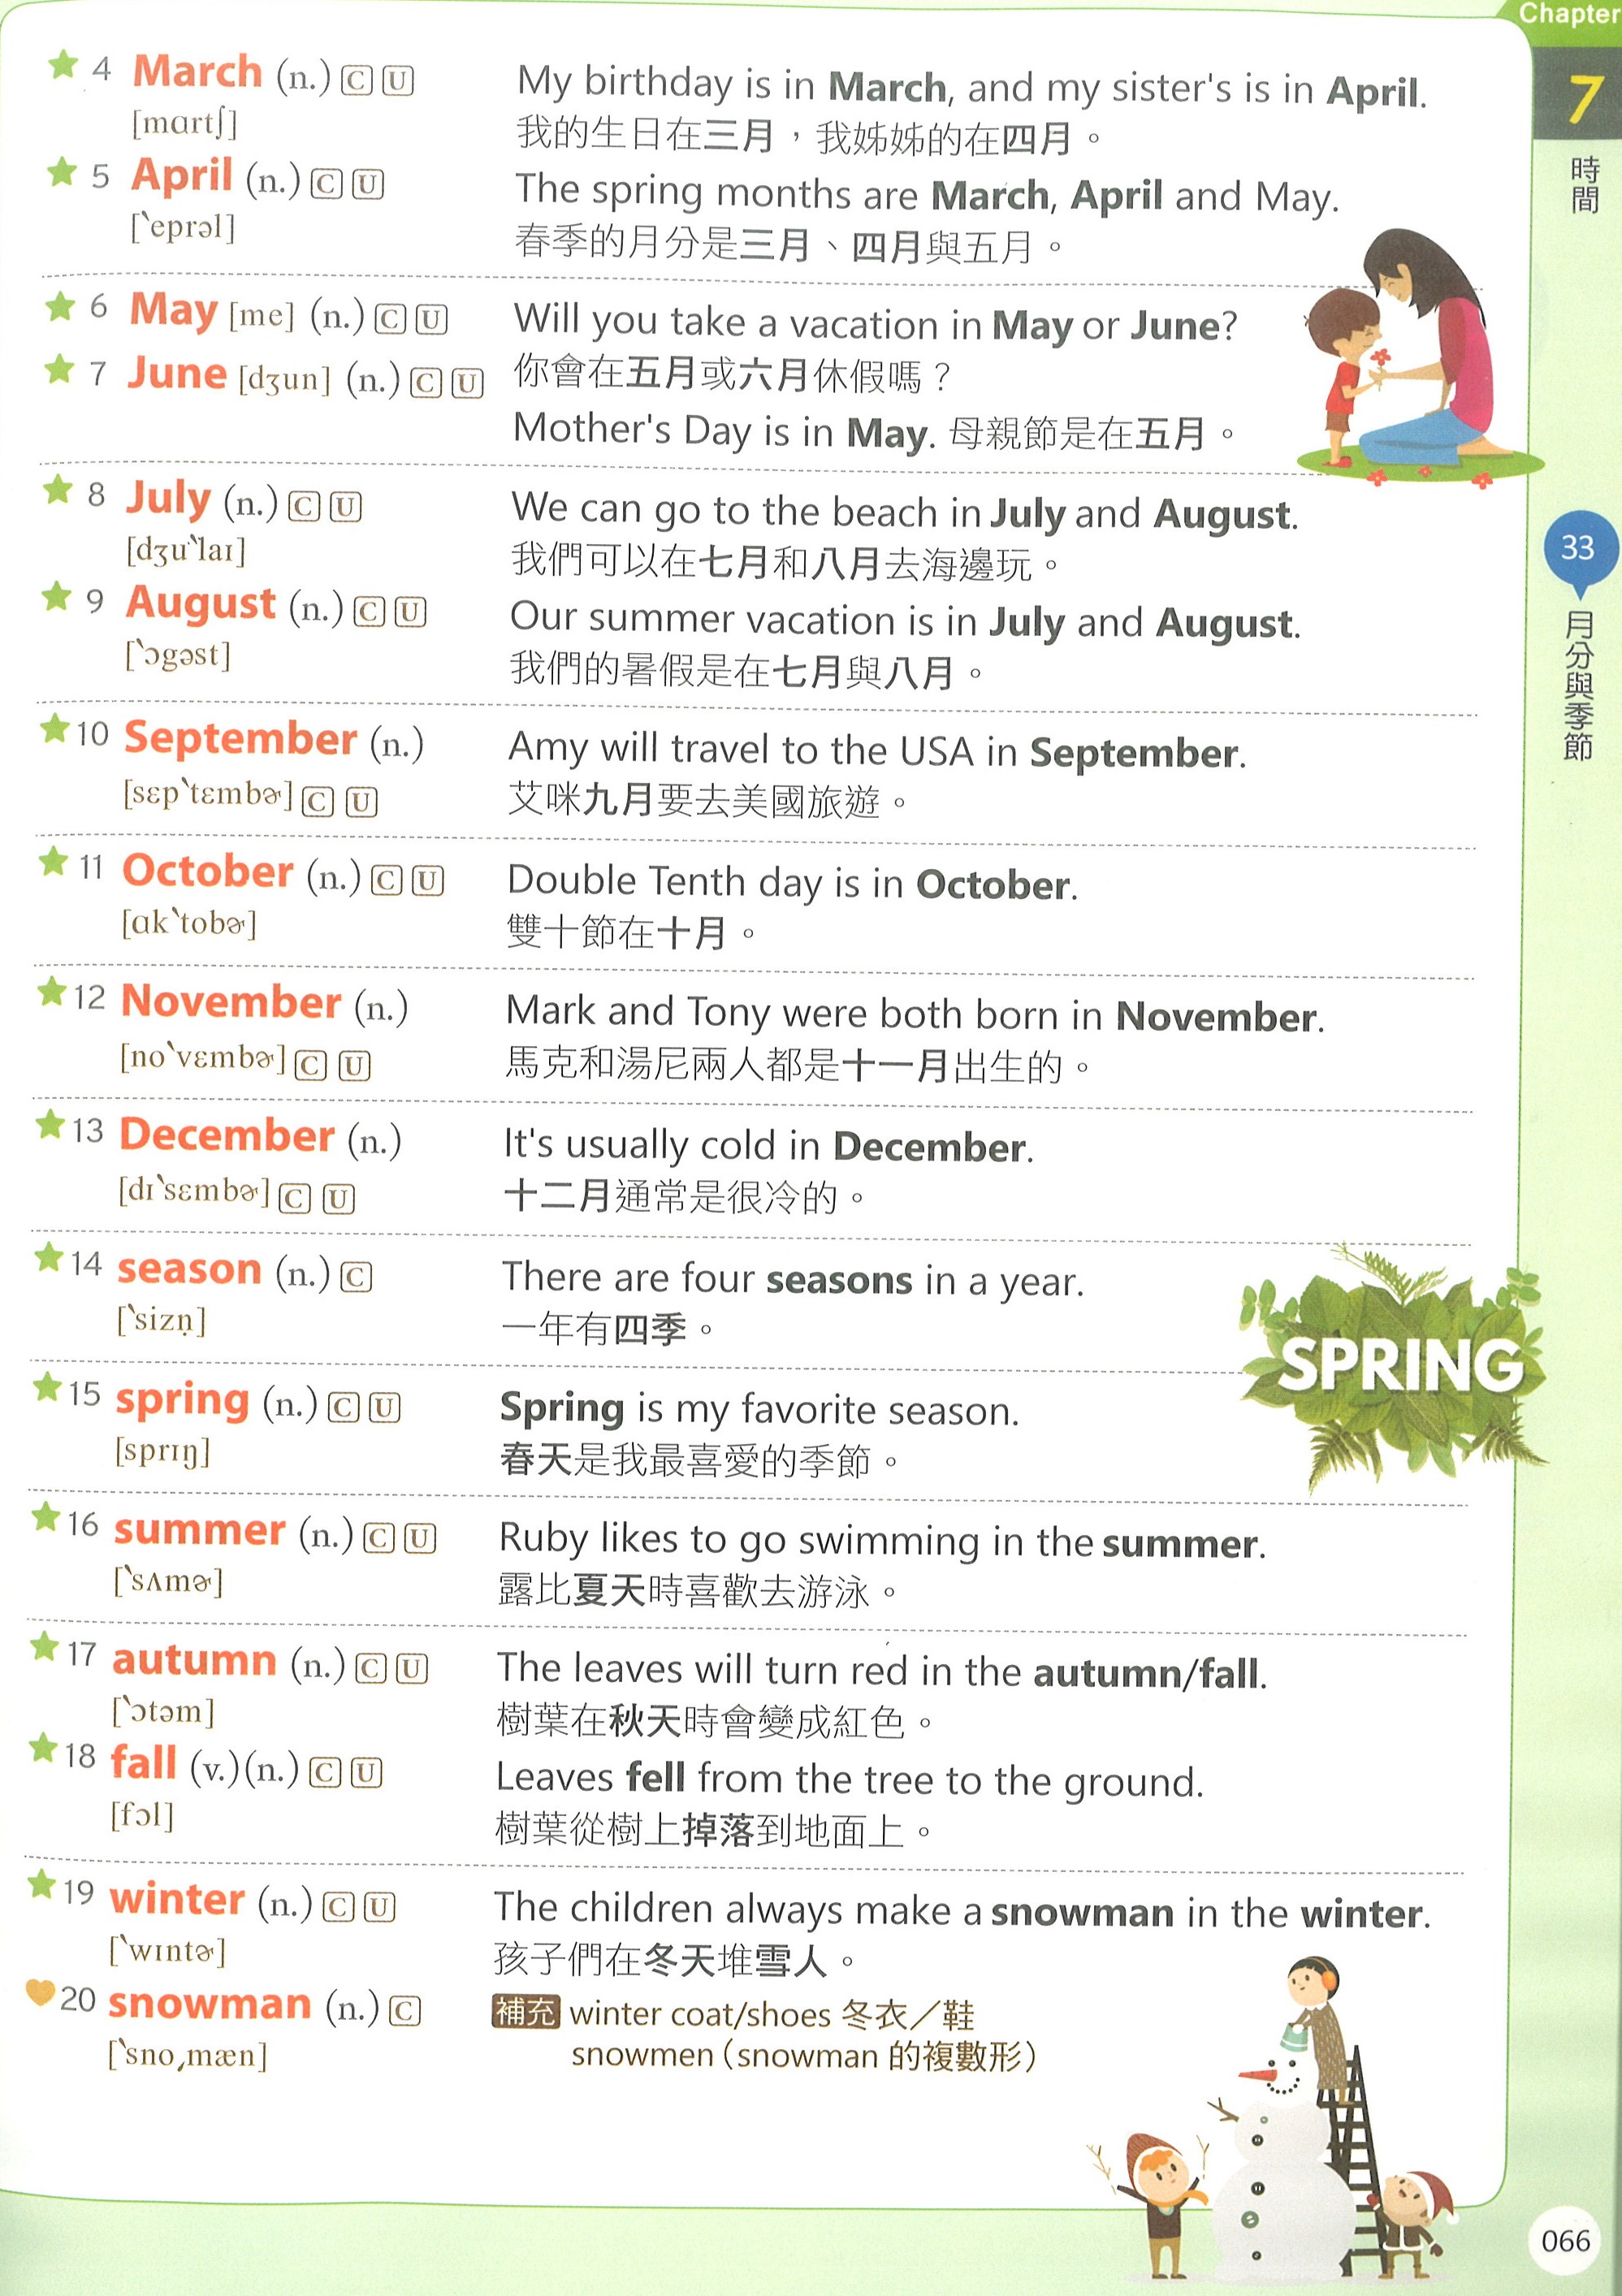 Chapter
7
時間
33
月分與季節
4 March (n.) C U
[mɑrtʃ]
My birthday is in March, and my sister's is in April.
我的生日在三月，我姊姊的在四月。
5 April (n.) C U
[ˋeprəl]
The spring months are March, April and May.
春季的月分是三月、四月與五月。
6 May [me] (n.) C U
Will you take a vacation in May or June?
7 June [dʒun] (n.) C U
你會在五月或六月休假嗎？
Mother's Day is in May. 母親節是在五月。
8 July (n.) C U
[dʒuˋlaɪ]
We can go to the beach in July and August.
我們可以在七月和八月去海邊玩。
9 August (n.) C U
[ˋɔgəst]
Our summer vacation is in July and August.
我們的暑假是在七月與八月。
10 September (n.)
[sɛpˋtɛmbɚ] C U
Amy will travel to the USA in September.
艾咪九月要去美國旅遊。
11 October (n.) C U
[ɑkˋtobɚ]
Double Tenth day is in October.
雙十節在十月。
12 November (n.)
[noˋvɛmbɚ] C U
Mark and Tony were both born in November.
馬克和湯尼兩人都是十一月出生的。
13 December (n.)
[dɪˋsɛmbɚ] C U
It's usually cold in December.
十二月通常是很冷的。
14 season (n.) C
[ˋsizṇ]
There are four seasons in a year.
一年有四季。
SPRING
15 spring (n.) C U
[sprɪŋ]
Spring is my favorite season.
春天是我最喜愛的季節。
16 summer (n.) C U
[ˋsʌmɚ]
Ruby likes to go swimming in the summer.
露比夏天時喜歡去游泳。
17 autumn (n.) C U
[ˋɔtəm]
The leaves will turn red in the autumn/fall.
樹葉在秋天時會變成紅色。
18 fall (v.)(n.) C U
[fɔl]
Leaves fell from the tree to the ground.
樹葉從樹上掉落到地面上。
19 winter (n.) C U
[ˋwɪntɚ]
The children always make a snowman in the winter.
孩子們在冬天堆雪人。
20 snowman (n.) C
[ˋsno͵mæn]
補充 winter coat/shoes 冬衣／鞋
snowmen（snowman 的複數形）
066